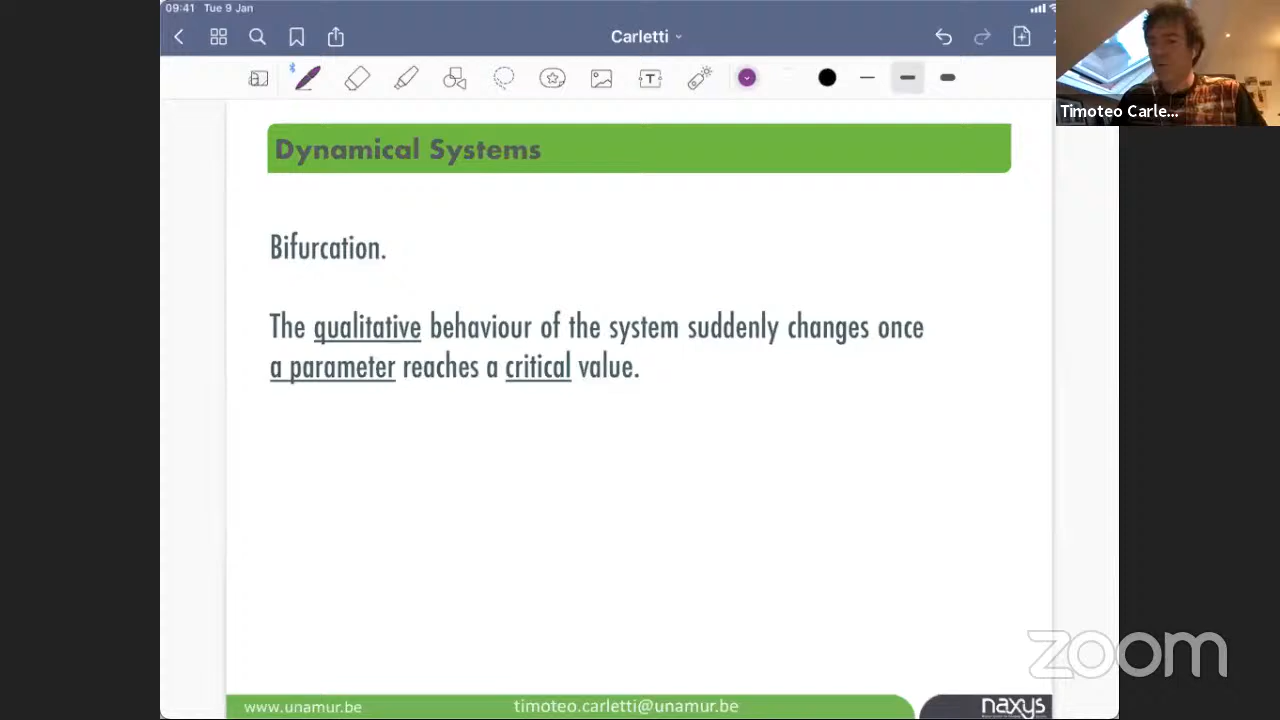 09:41 Tue 9 Jan
Carletti
T
Timoteo Carle...
Dynamical Systems
Bifurcation.
The qualitative behaviour of the system suddenly changes once
a parameter reaches a critical value.
zoom
www.unamur.be
timoteo.carletti@unamur.be
naxys